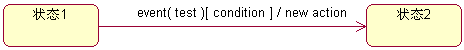 状态1
event( test )[ condition ] / new action
状态2